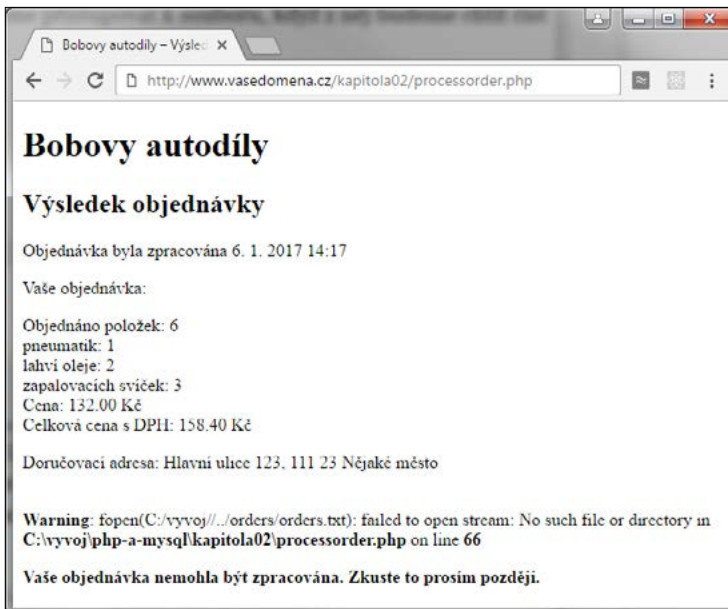 Bobovy autodíly – Výsled
http://www.vasedomena.cz/kapitola02/processorder.php
Bobovy autodíly
Výsledek objednávky
Objednávka byla zpracována 6. 1. 2017 14:17
Vaše objednávka:
Objednáno položek: 6
pneumatik: 1
lahví oleje: 2
zapalovacích svíček: 3
Cena: 132.00 Kč
Celková cena s DPH: 158.40 Kč
Doručovací adresa: Hlavní ulice 123, 111 23 Nějaké město
Warning: fopen(C:/vyvoj//../orders/orders.txt): failed to open stream: No such file or directory in
C:\vyvoj\php-a-mysql\kapitola02\processorder.php on line 66
Vaše objednávka nemohla být zpracována. Zkuste to prosím později.